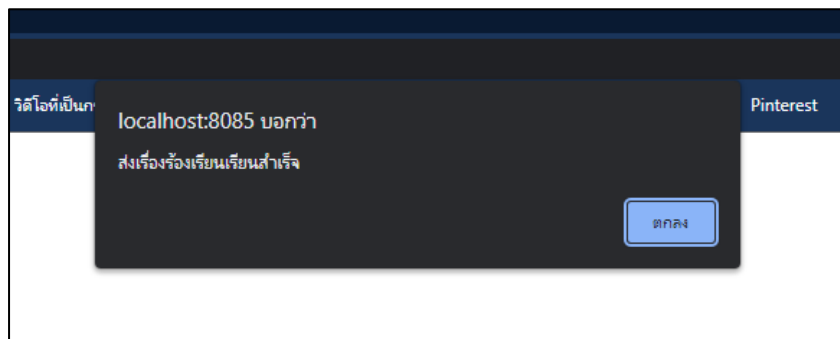 วิดีโอที่เป็นก
Pinterest
localhost:8085 บอกว่า
ส่งเรื่องร้องเรียนเรียนสำเร็จ
ตกลง